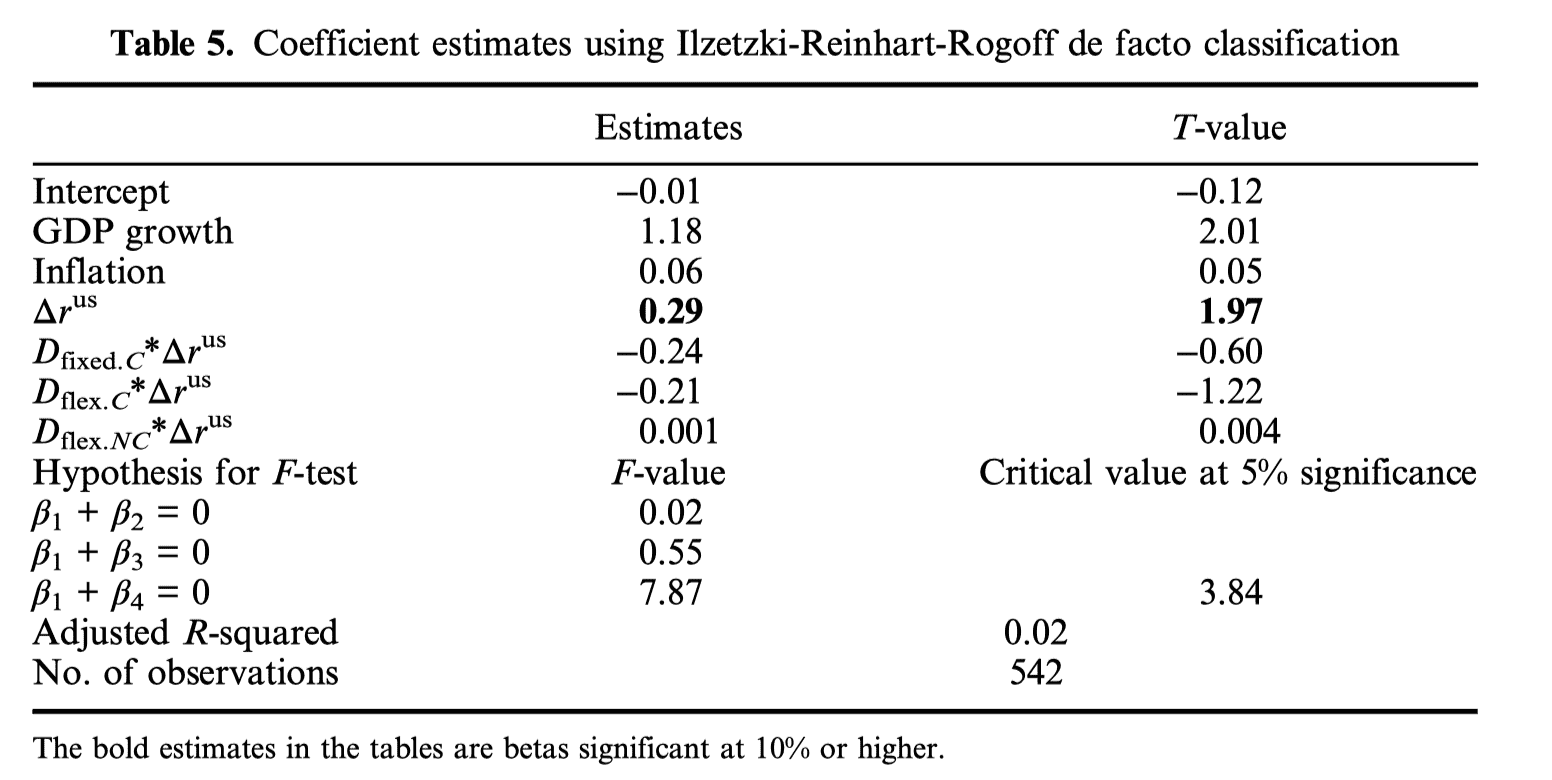 Table 5. Coefficient estimates using Ilzetzki-Reinhart-Rogoff de facto classification
Estimates T-value
Intercept −0.01 −0.12
GDP growth 1.18 2.01
Inflation 0.06 0.05
Δr^us 0.29 1.97
D_fixed.C*Δr^us −0.24 −0.60
D_flex.C*Δr^us −0.21 −1.22
D_flex.NC*Δr^us 0.001 0.004
Hypothesis for F-test F-value Critical value at 5% significance
β₁ + β₂ = 0 0.02
β₁ + β₃ = 0 0.55
β₁ + β₄ = 0 7.87 3.84
Adjusted R-squared 0.02
No. of observations 542
The bold estimates in the tables are betas significant at 10% or higher.